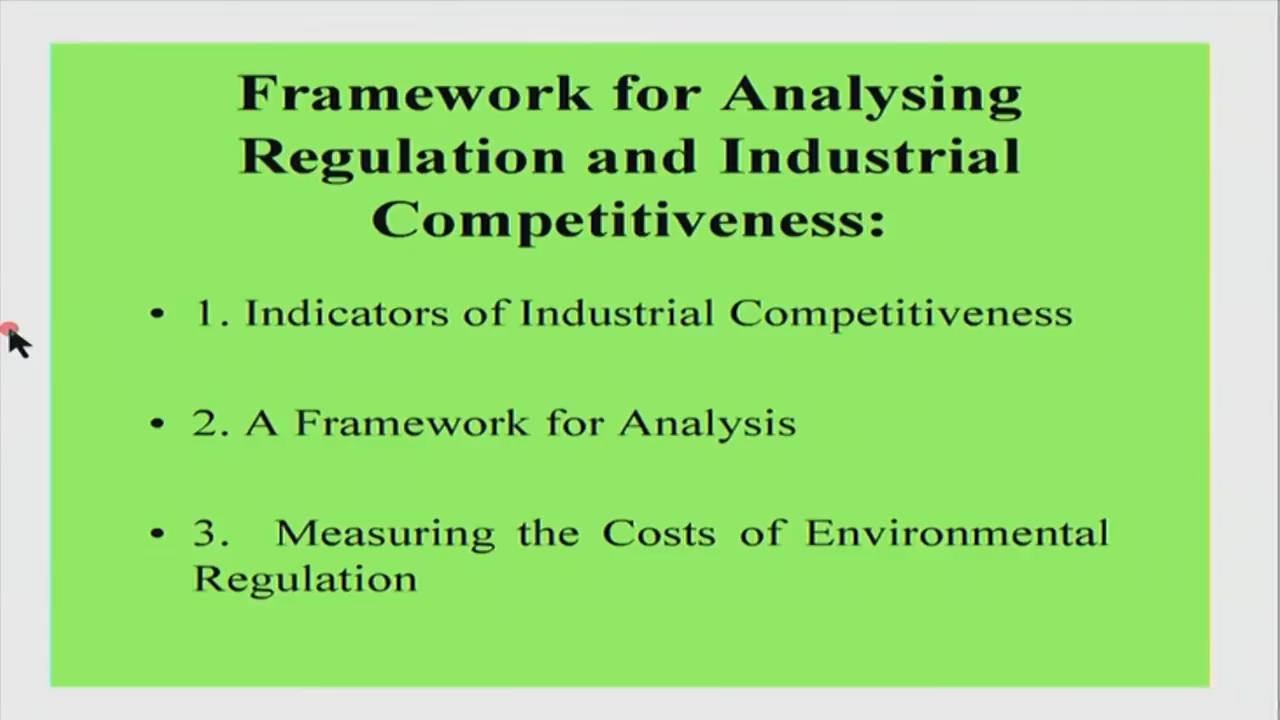 Framework for Analysing
Regulation and Industrial
Competitiveness:
• 1. Indicators of Industrial Competitiveness
• 2. A Framework for Analysis
• 3. Measuring the Costs of Environmental
Regulation